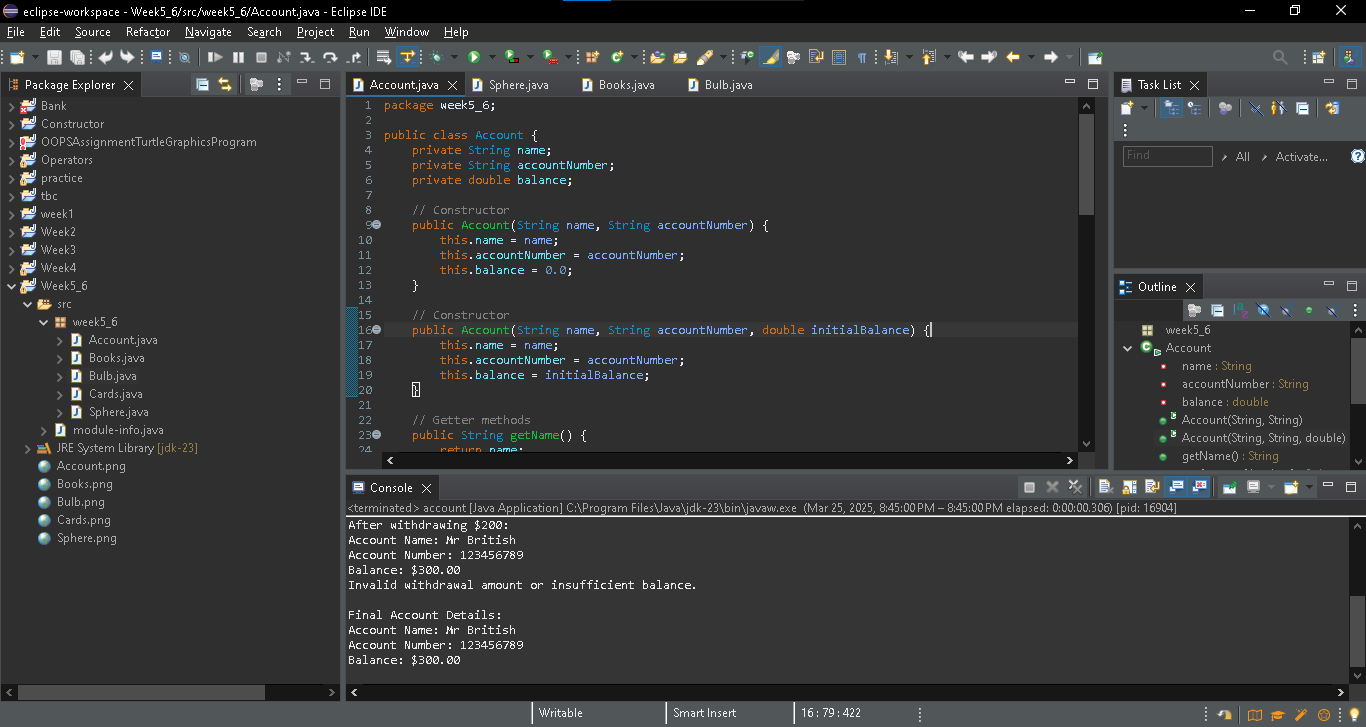 eclipse-workspace - Week5_6/src/week5_6/Account.java - Eclipse IDE
File Edit Source Refactor Navigate Search Project Run Window Help
Package Explorer
Bank
Constructor
OOPSAssignmentTurtleGraphicsProgram
Operators
practice
tbc
week1
Week2
Week3
Week4
Week5_6
src
week5_6
Account.java
Books.java
Bulb.java
Cards.java
Sphere.java
module-info.java
JRE System Library [jdk-23]
Account.png
Books.png
Bulb.png
Cards.png
Sphere.png
Account.java Sphere.java Books.java Bulb.java
1 package week5_6;
2
3 public class Account {
4 private String name;
5 private String accountNumber;
6 private double balance;
7
8 // Constructor
9 public Account(String name, String accountNumber) {
10 this.name = name;
11 this.accountNumber = accountNumber;
12 this.balance = 0.0;
13 }
14
15 // Constructor
16 public Account(String name, String accountNumber, double initialBalance) {
17 this.name = name;
18 this.accountNumber = accountNumber;
19 this.balance = initialBalance;
20 }
21
22 // Getter methods
23 public String getName() {
24 return name;
Task List
Find
All
Activate...
Outline
week5_6
Account
name : String
accountNumber : String
balance : double
Account(String, String)
Account(String, String, double)
getName() : String
Console
<terminated> account [Java Application] C:\Program Files\Java\jdk-23\bin\javaw.exe (Mar 25, 2025, 8:45:00 PM – 8:45:00 PM elapsed: 0:00:00.306) [pid: 16904]
After withdrawing $200:
Account Name: Mr British
Account Number: 123456789
Balance: $300.00
Invalid withdrawal amount or insufficient balance.
Final Account Details:
Account Name: Mr British
Account Number: 123456789
Balance: $300.00
Writable
Smart Insert
16 : 79 : 422